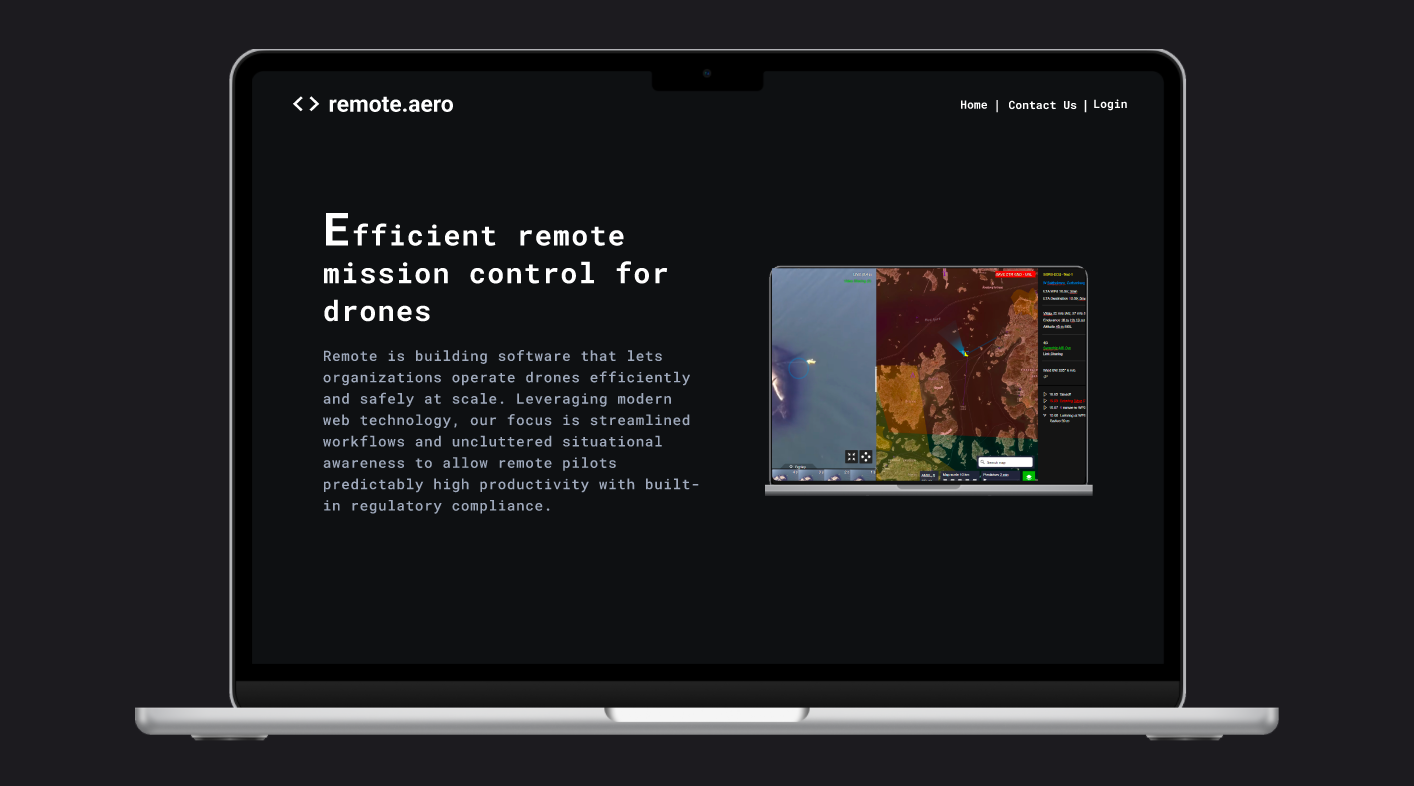 remote.aero
Home | Contact Us | Login
Efficient remote
mission control for
drones
Remote is building software that lets
organizations operate drones efficiently
and safely at scale. Leveraging modern
web technology, our focus is streamlined
workflows and uncluttered situational
awareness to allow remote pilots
predictably high productivity with built-
in regulatory compliance.
Search map